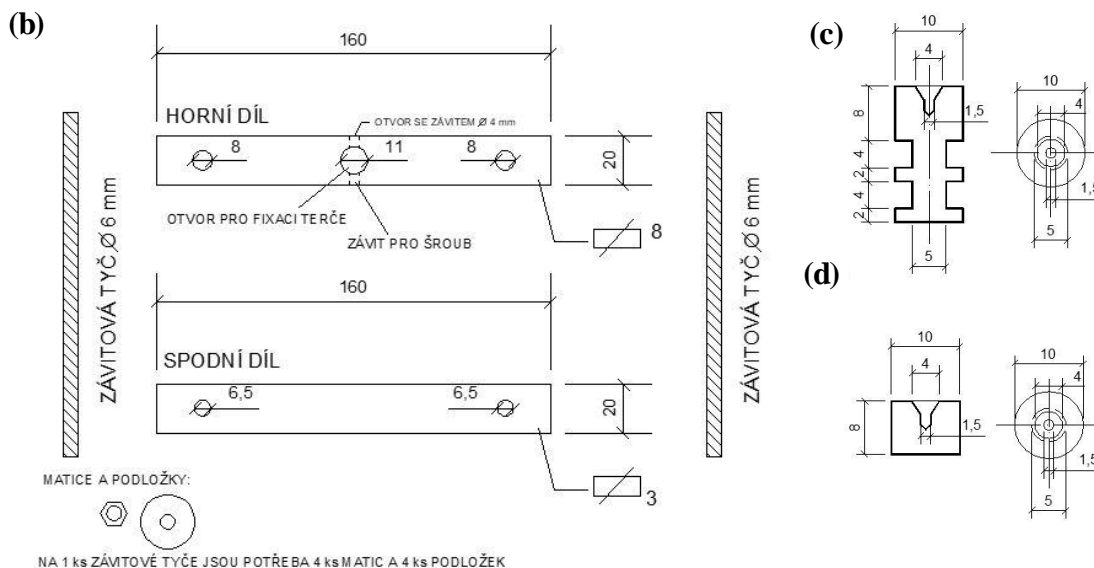 (b)
160
HORNÍ DÍL
OTVOR SE ZÁVITEM Ø 4 mm
8
11
8
20
OTVOR PRO FIXACI TERČE
ZÁVIT PRO ŠROUB
8
ZÁVITOVÁ TYČ Ø 6 mm
ZÁVITOVÁ TYČ Ø 6 mm
160
SPODNÍ DÍL
6,5
6,5
20
3
MATICE A PODLOŽKY:
NA 1 ks ZÁVITOVÉ TYČE JSOU POTŘEBA 4 ks MATIC A 4 ks PODLOŽEK
(c)
10
4
1,5
8
4
2
4
2
5
10
4
1,5
5
(d)
10
4
8
1,5
10
4
1,5
5